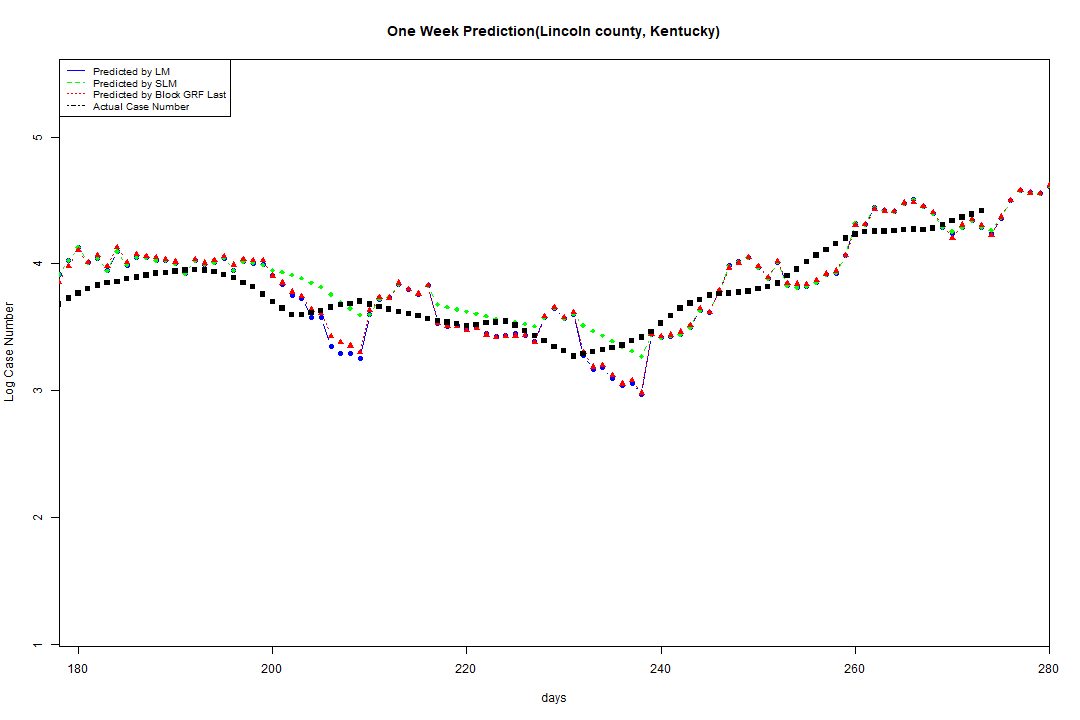 One Week Prediction(Lincoln county, Kentucky)
Predicted by LM
Predicted by SLM
Predicted by Block GRF Last
Actual Case Number
5
4
3
2
1
Log Case Number
180 200 220 240 260 280
days